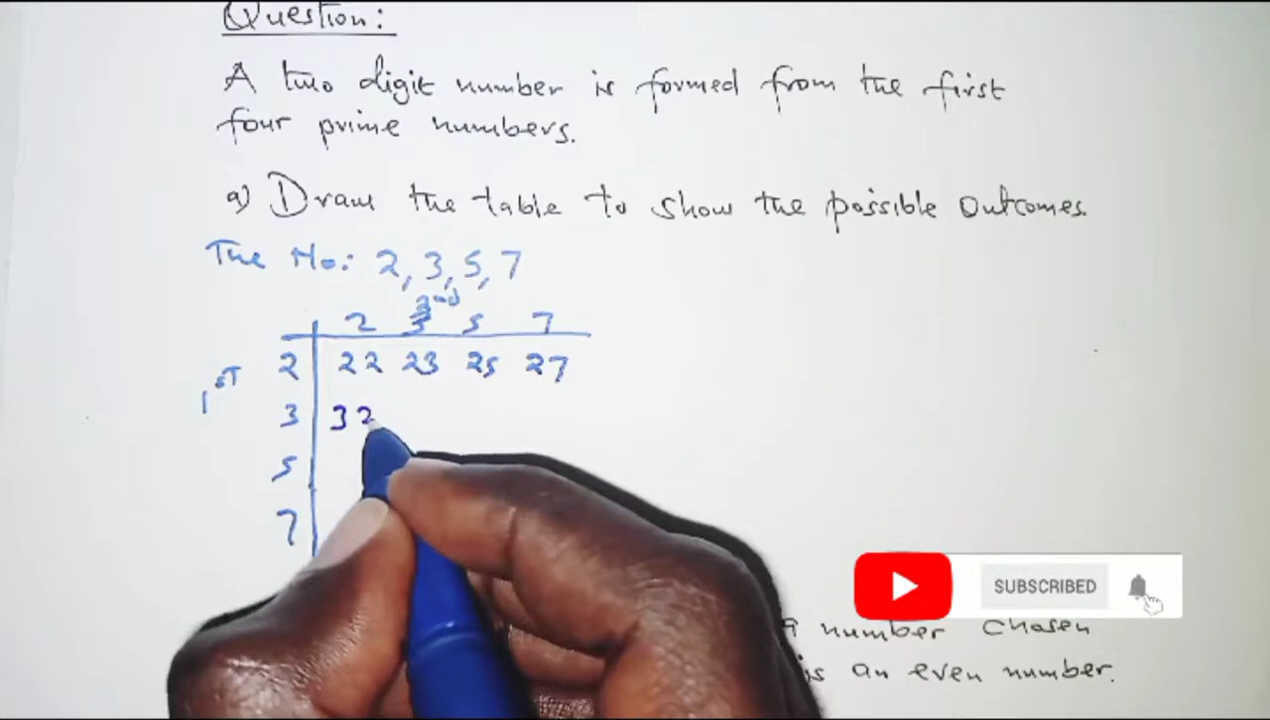 Question:
A two digit number is formed from the first
four prime numbers.
a) Draw the table to show the possible outcomes.
The No: 2, 3, 5, 7
2nd
2 3 5 7
2 22 23 25 27
1ST
3 32
5
7
SUBSCRIBED
number chosen
is an even number.